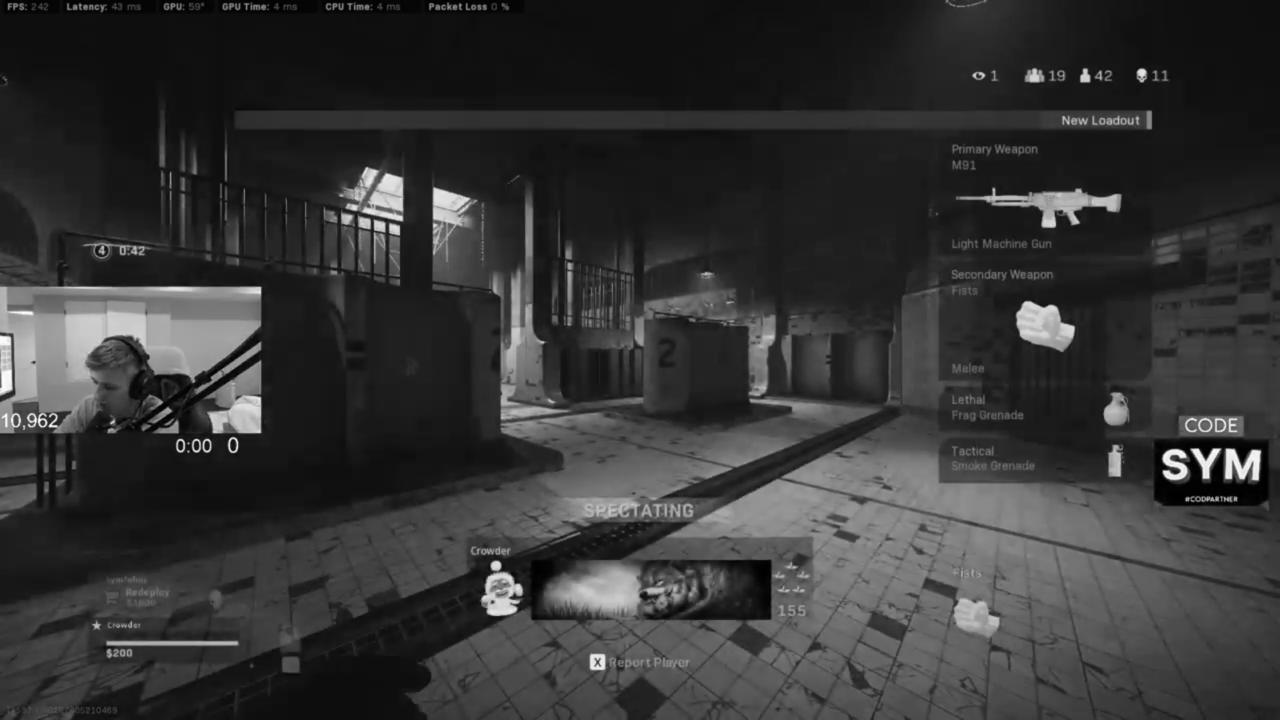 FPS: 242 Latency: 43 ms GPU: 59° GPU Time: 4 ms CPU Time: 4 ms Packet Loss 0 %
1 19 42 11
New Loadout
Primary Weapon
M91
Light Machine Gun
Secondary Weapon
Fists
Melee
Lethal
Frag Grenade
Tactical
Smoke Grenade
4 0:42
2
10,962
0:00 0
CODE
SYM
#CODPARTNER
SPECTATING
Crowder
155
Redeploy
Crowder
$200
Fists
X Report Player